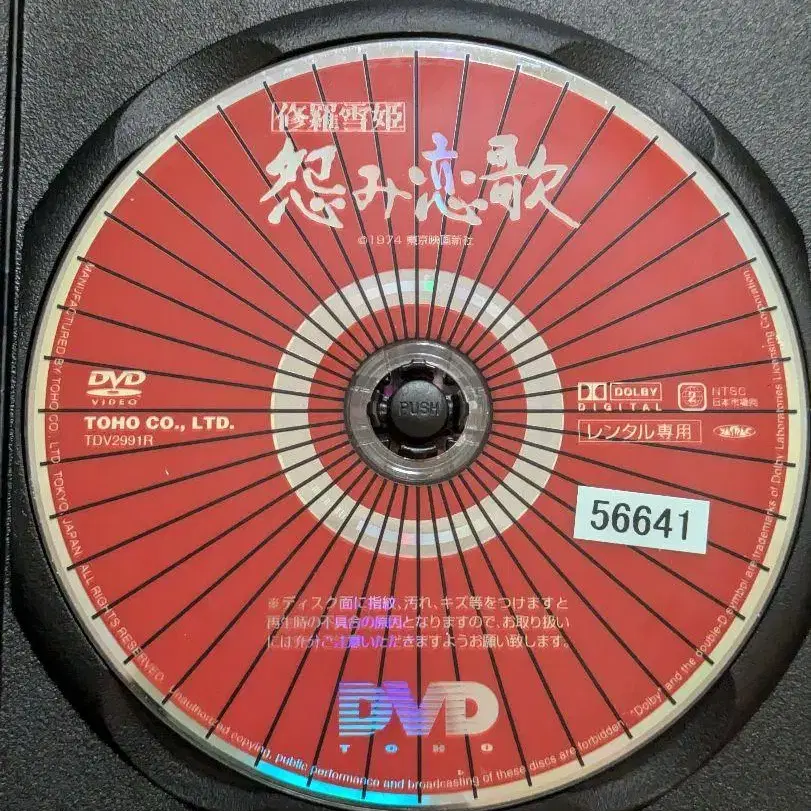 修羅雪姫
怨み恋歌
©1974 東京映画新社
DVD
VIDEO
TOHO CO., LTD.
TDV2991R
PUSH
DOLBY
DIGITAL
2
NTSC
日本市場向
レンタル専用
56641
※ディスク面に指紋、汚れ、キズ等をつけますと
再生時の不具合の原因となりますので、お取り扱い
には充分ご注意いただきますようお願い致します。
DVD
TOHO
MANUFACTURED BY TOHO CO., LTD. TOKYO, JAPAN. ALL RIGHTS RESERVED. Unauthorized copying, public performance and broadcasting of these discs are forbidden. "Dolby" and the double-D symbol are trademarks of Dolby Laboratories Licensing Corporation.